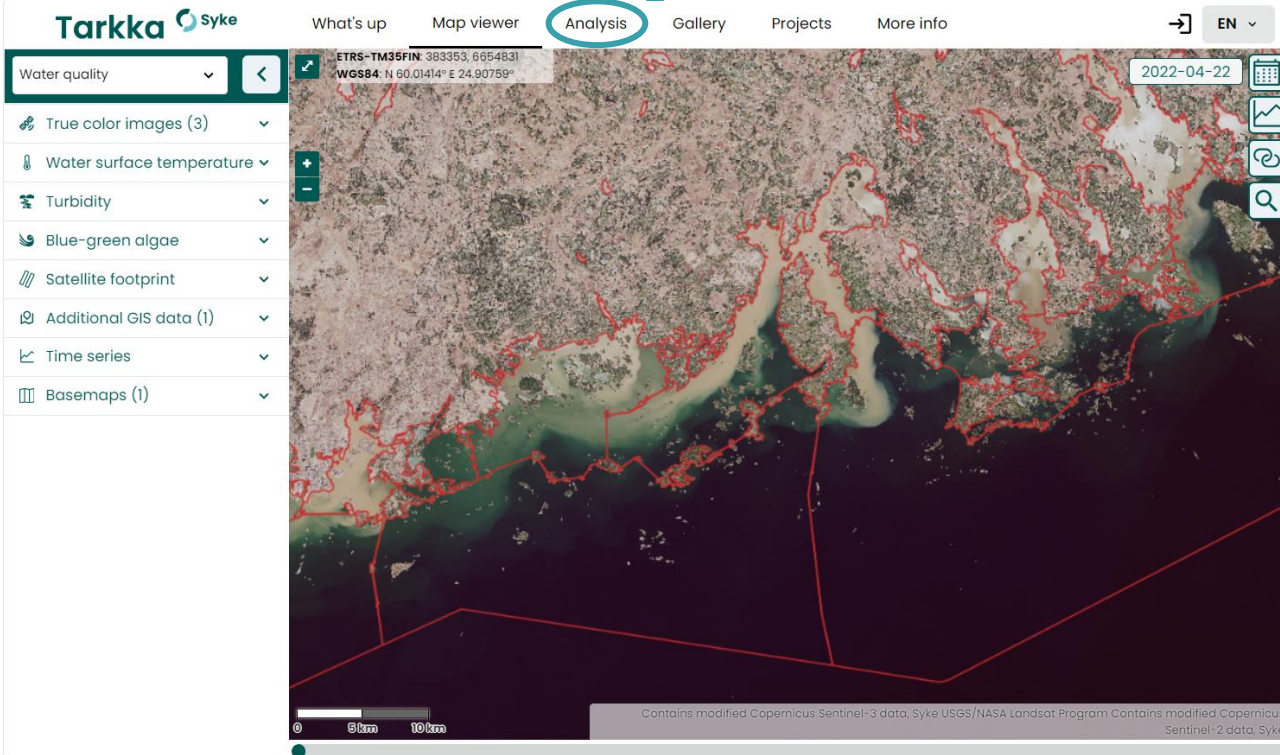 Tarkka Syke
What's up Map viewer Analysis Gallery Projects More info EN
Water quality
ETRS-TM35FIN: 383353, 6654831
WGS84: N 60.01414° E 24.90759°
2022-04-22
True color images (3)
Water surface temperature
Turbidity
Blue-green algae
Satellite footprint
Additional GIS data (1)
Time series
Basemaps (1)
0 5 km 10 km
Contains modified Copernicus Sentinel-3 data, Syke USGS/NASA Landsat Program Contains modified Copernicus
Sentinel-2 data, Syke